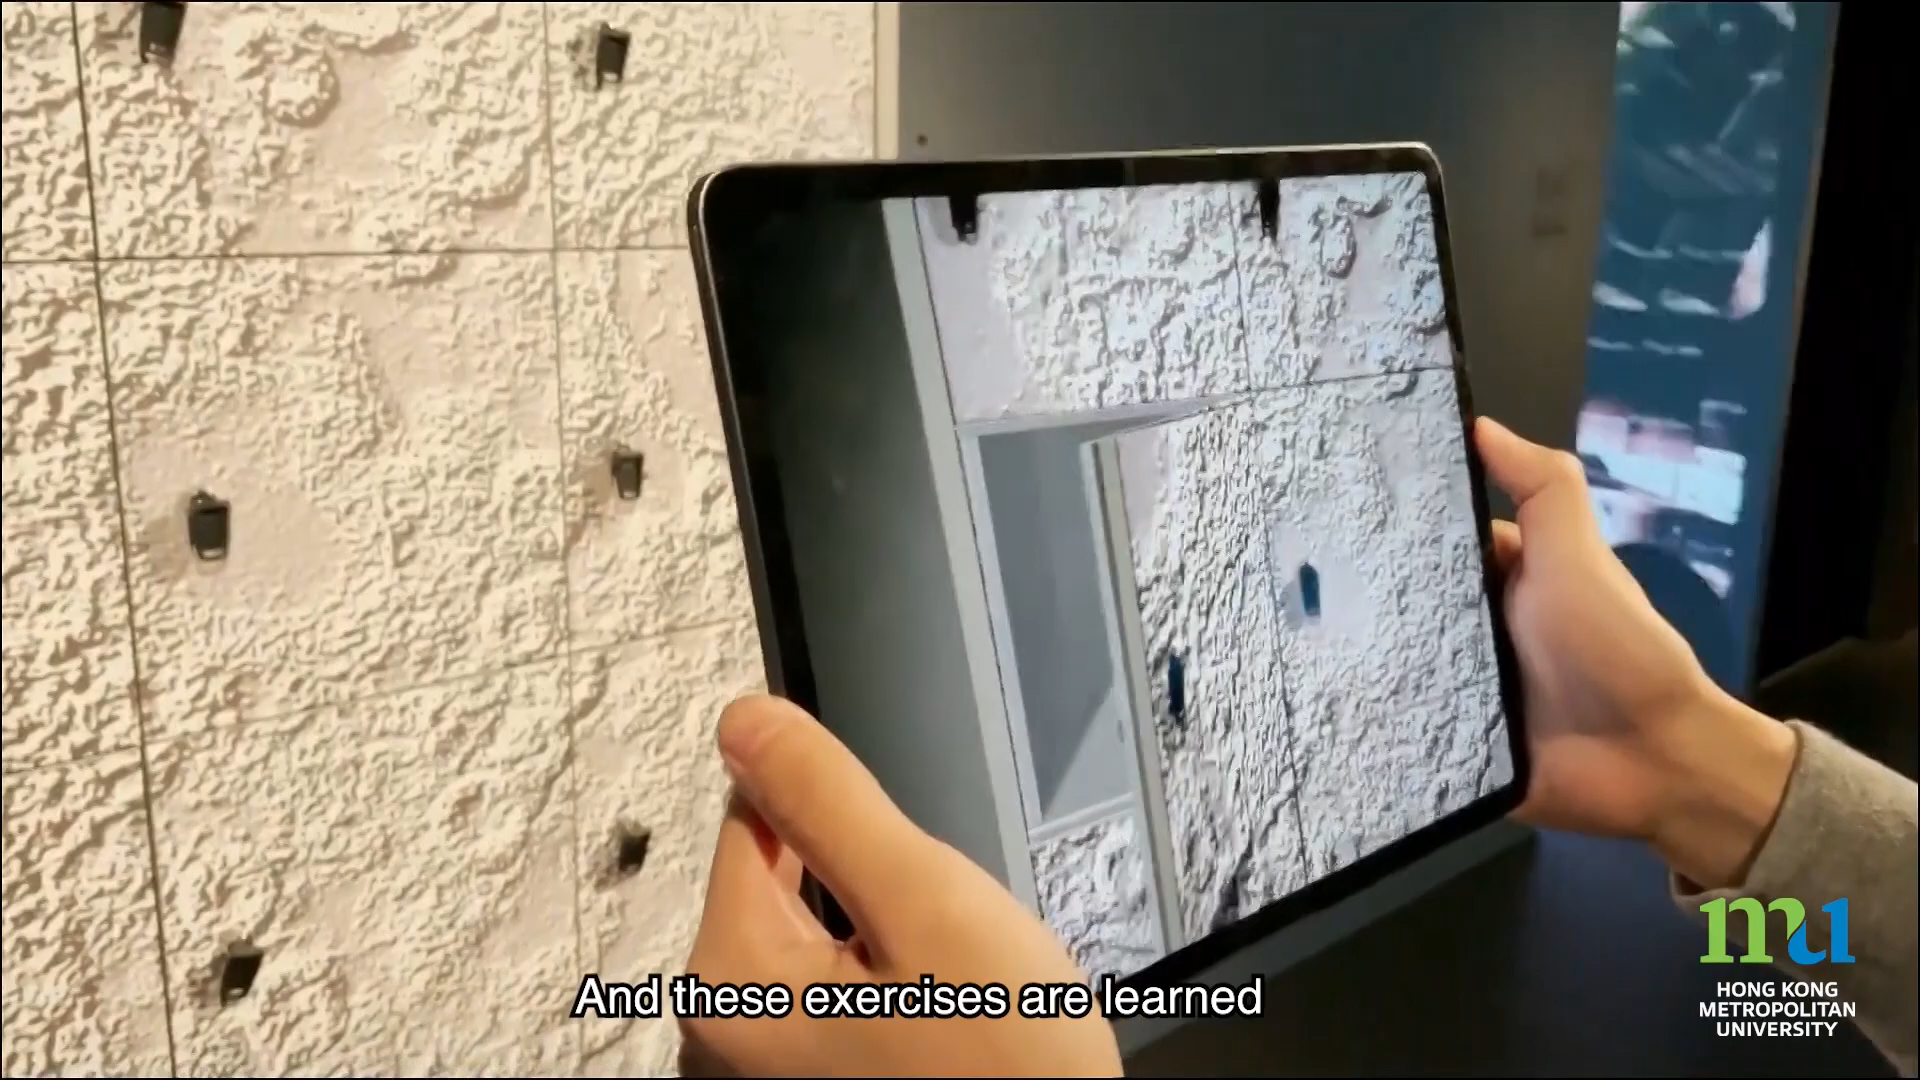 And these exercises are learned
mu
HONG KONG
METROPOLITAN
UNIVERSITY